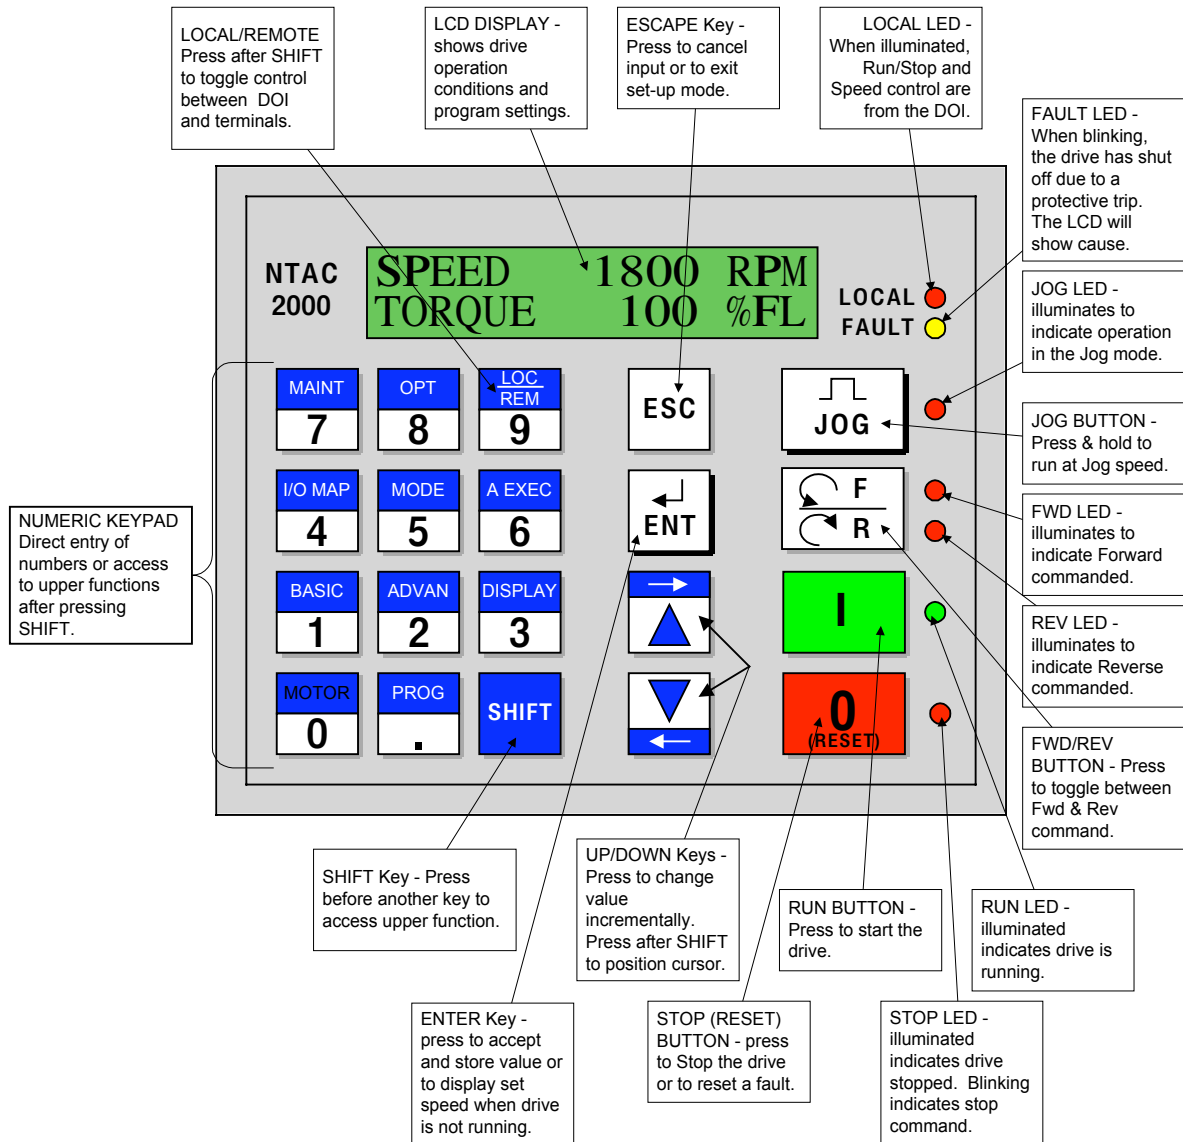 LOCAL/REMOTE
Press after SHIFT
to toggle control
between DOI
and terminals.
LCD DISPLAY -
shows drive
operation
conditions and
program settings.
ESCAPE Key -
Press to cancel
input or to exit
set-up mode.
LOCAL LED -
When illuminated,
Run/Stop and
Speed control are
from the DOI.
FAULT LED -
When blinking,
the drive has shut
off due to a
protective trip.
The LCD will
show cause.
JOG LED -
illuminates to
indicate operation
in the Jog mode.
JOG BUTTON -
Press & hold to
run at Jog speed.
FWD LED -
illuminates to
indicate Forward
commanded.
REV LED -
illuminates to
indicate Reverse
commanded.
FWD/REV
BUTTON - Press
to toggle between
Fwd & Rev
command.
NUMERIC KEYPAD
Direct entry of
numbers or access
to upper functions
after pressing
SHIFT.
NTAC
2000
SPEED 1800 RPM
TORQUE 100 %FL
LOCAL
FAULT
MAINT
7
OPT
8
LOC
REM
9
ESC
JOG
I/O MAP
4
MODE
5
A EXEC
6
ENT
F
R
BASIC
1
ADVAN
2
DISPLAY
3
I
MOTOR
0
PROG
.
SHIFT
0
(RESET)
SHIFT Key - Press
before another key to
access upper function.
UP/DOWN Keys -
Press to change
value
incrementally.
Press after SHIFT
to position cursor.
RUN BUTTON -
Press to start the
drive.
RUN LED -
illuminated
indicates drive is
running.
ENTER Key -
press to accept
and store value or
to display set
speed when drive
is not running.
STOP (RESET)
BUTTON - press
to Stop the drive
or to reset a fault.
STOP LED -
illuminated
indicates drive
stopped. Blinking
indicates stop
command.